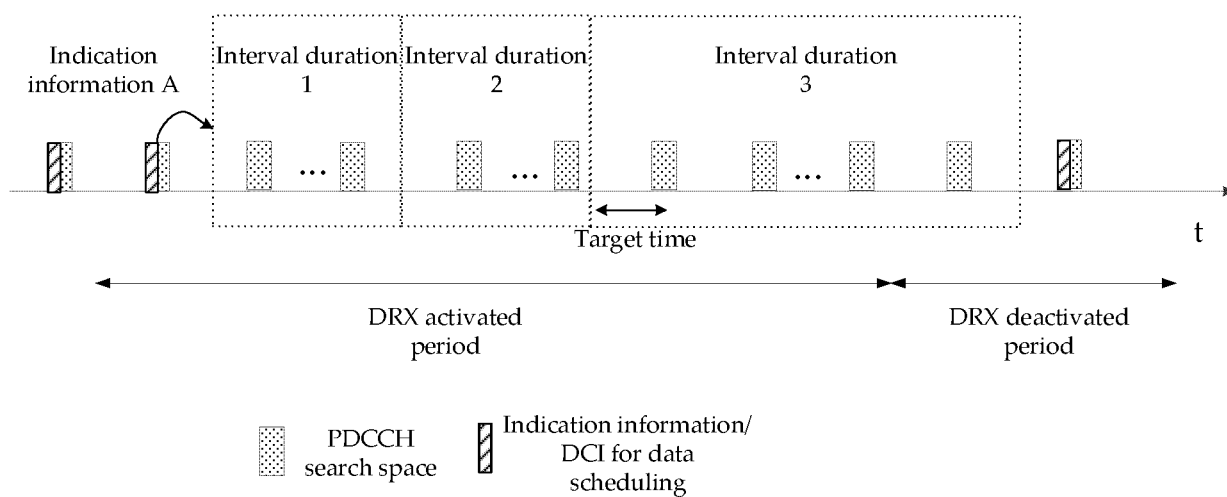 Indication
information A
Interval duration
1
Interval duration
2
Interval duration
3
...
...
...
Target time
t
DRX activated
period
DRX deactivated
period
PDCCH
search space
Indication information/
DCI for data
scheduling